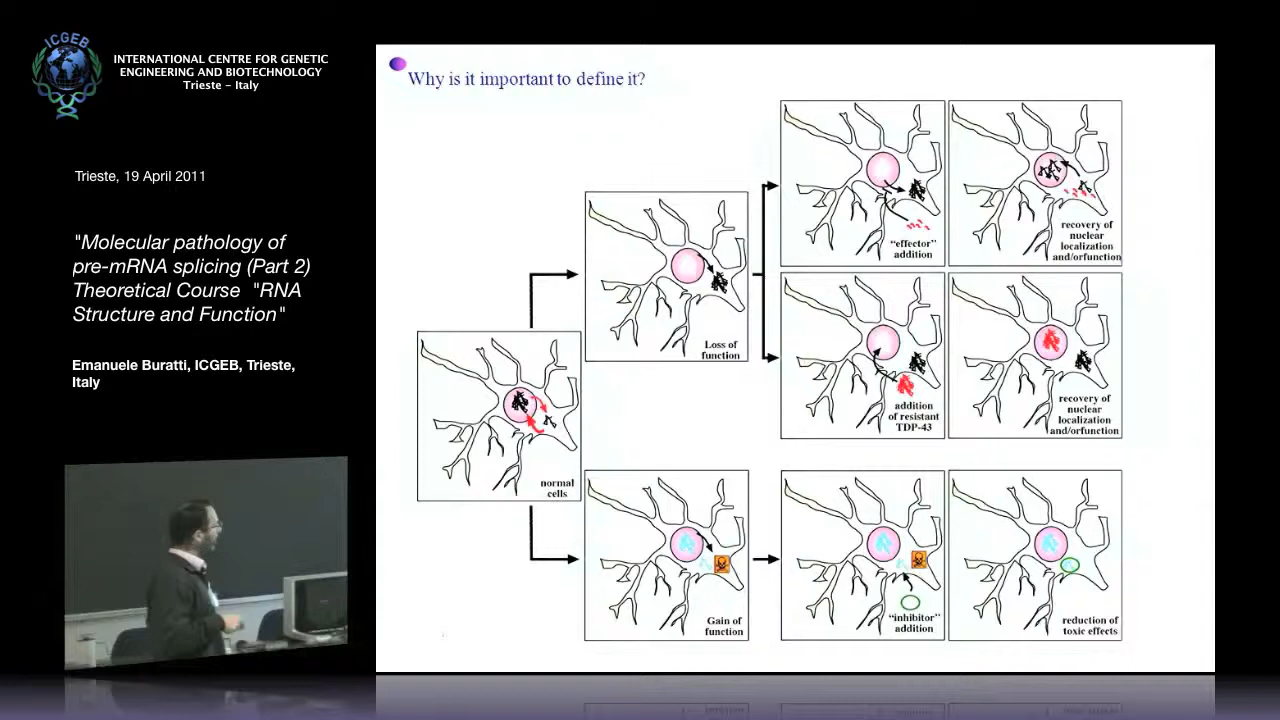 ICGEB
INTERNATIONAL CENTRE FOR GENETIC
ENGINEERING AND BIOTECHNOLOGY
Trieste - Italy
Trieste, 19 April 2011
"Molecular pathology of
pre-mRNA splicing (Part 2)
Theoretical Course "RNA
Structure and Function"
Emanuele Buratti, ICGEB, Trieste,
Italy
Why is it important to define it?
normal
cells
Loss of
function
"effector"
addition
recovery of
nuclear
localization
and/orfunction
addition
of resistant
TDP-43
recovery of
nuclear
localization
and/orfunction
Gain of
function
"inhibitor"
addition
reduction of
toxic effects